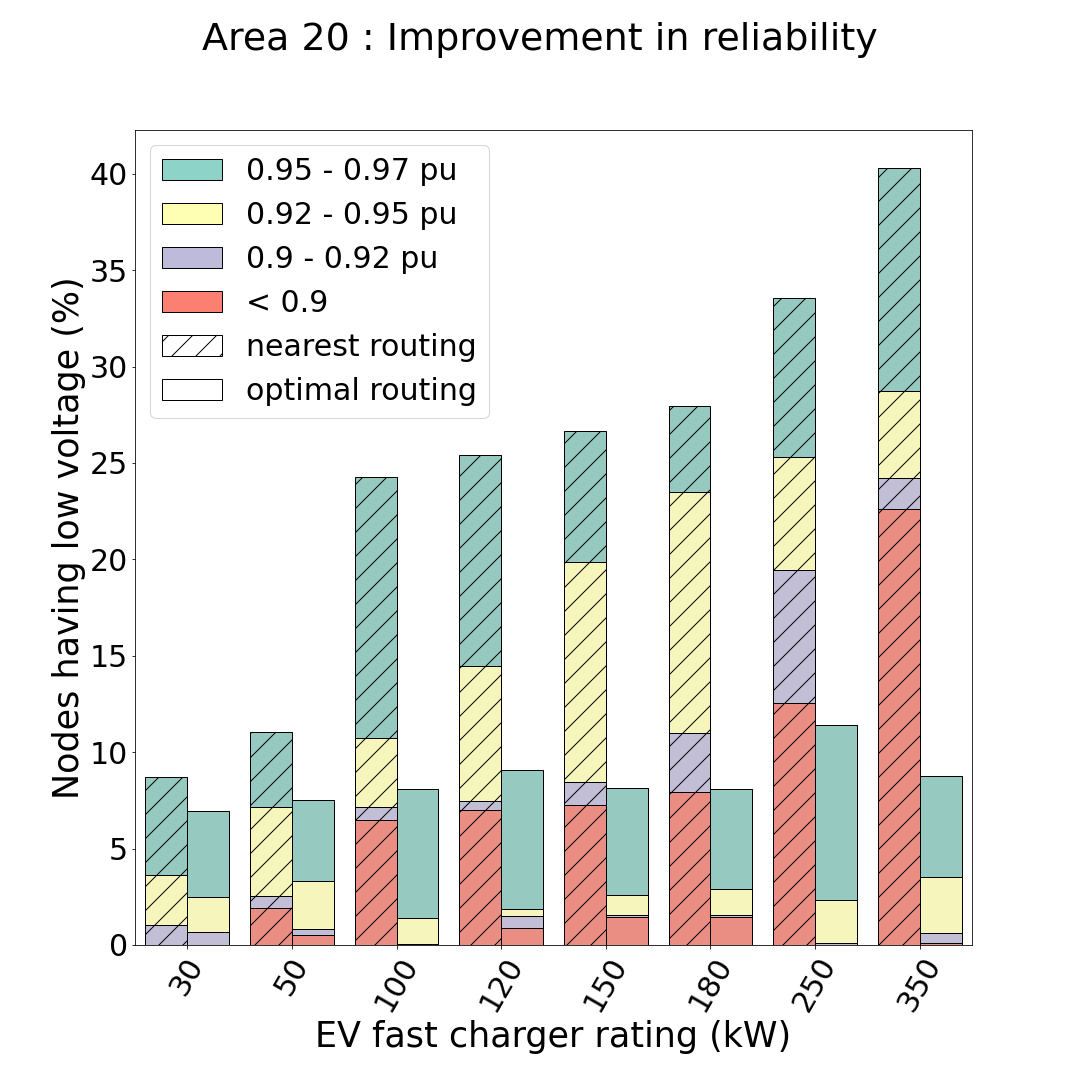 Area 20 : Improvement in reliability
0.95 - 0.97 pu
0.92 - 0.95 pu
0.9 - 0.92 pu
< 0.9
nearest routing
optimal routing
Nodes having low voltage (%)
40
35
30
25
20
15
10
5
0
30 50 100 120 150 180 250 350
EV fast charger rating (kW)